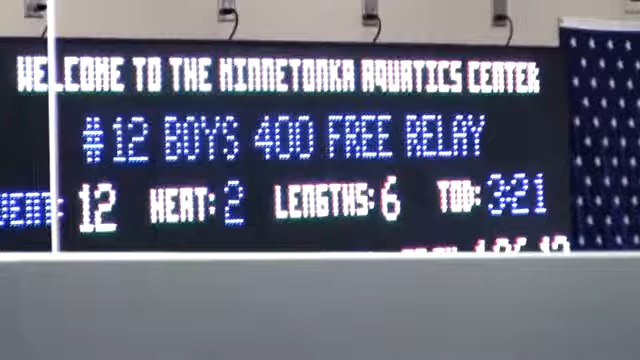 WELCOME TO THE MINNETONKA AQUATICS CENTER
#12 BOYS 400 FREE RELAY
12 HEAT: 2 LENGTHS: 6 TOD: 3:21